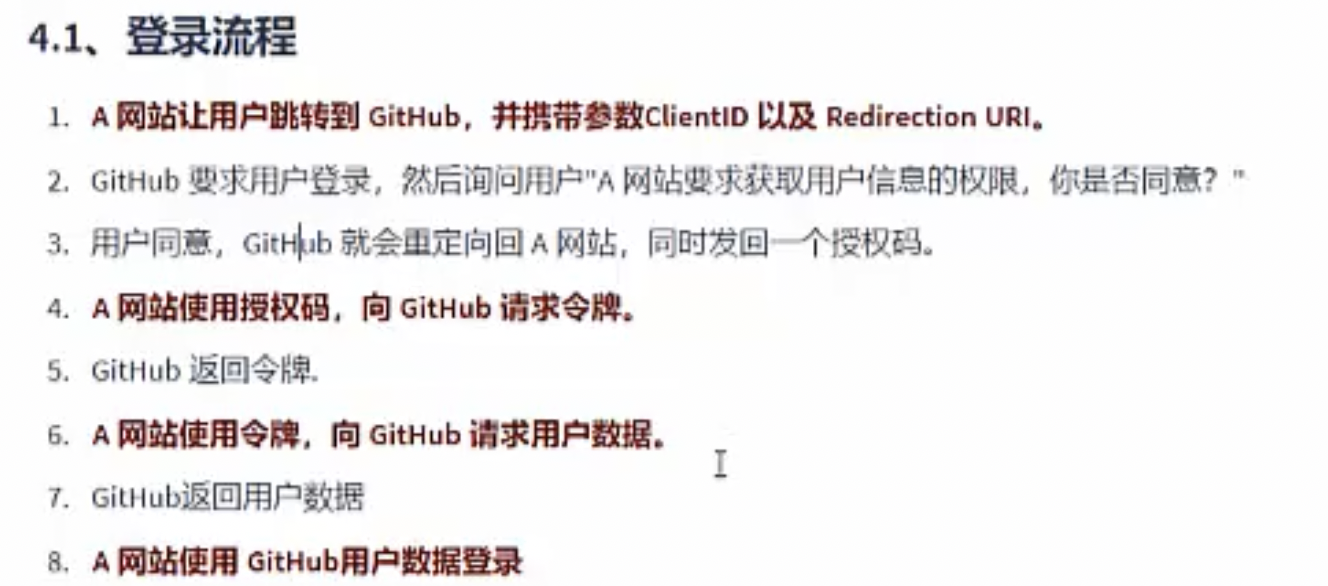 4.1、登录流程
1. A 网站让用户跳转到 GitHub，并携带参数ClientID 以及 Redirection URI。
2. GitHub 要求用户登录，然后询问用户"A 网站要求获取用户信息的权限，你是否同意？"
3. 用户同意，GitHub 就会重定向回 A 网站，同时发回一个授权码。
4. A 网站使用授权码，向 GitHub 请求令牌。
5. GitHub 返回令牌.
6. A 网站使用令牌，向 GitHub 请求用户数据。
7. GitHub返回用户数据
8. A 网站使用 GitHub用户数据登录